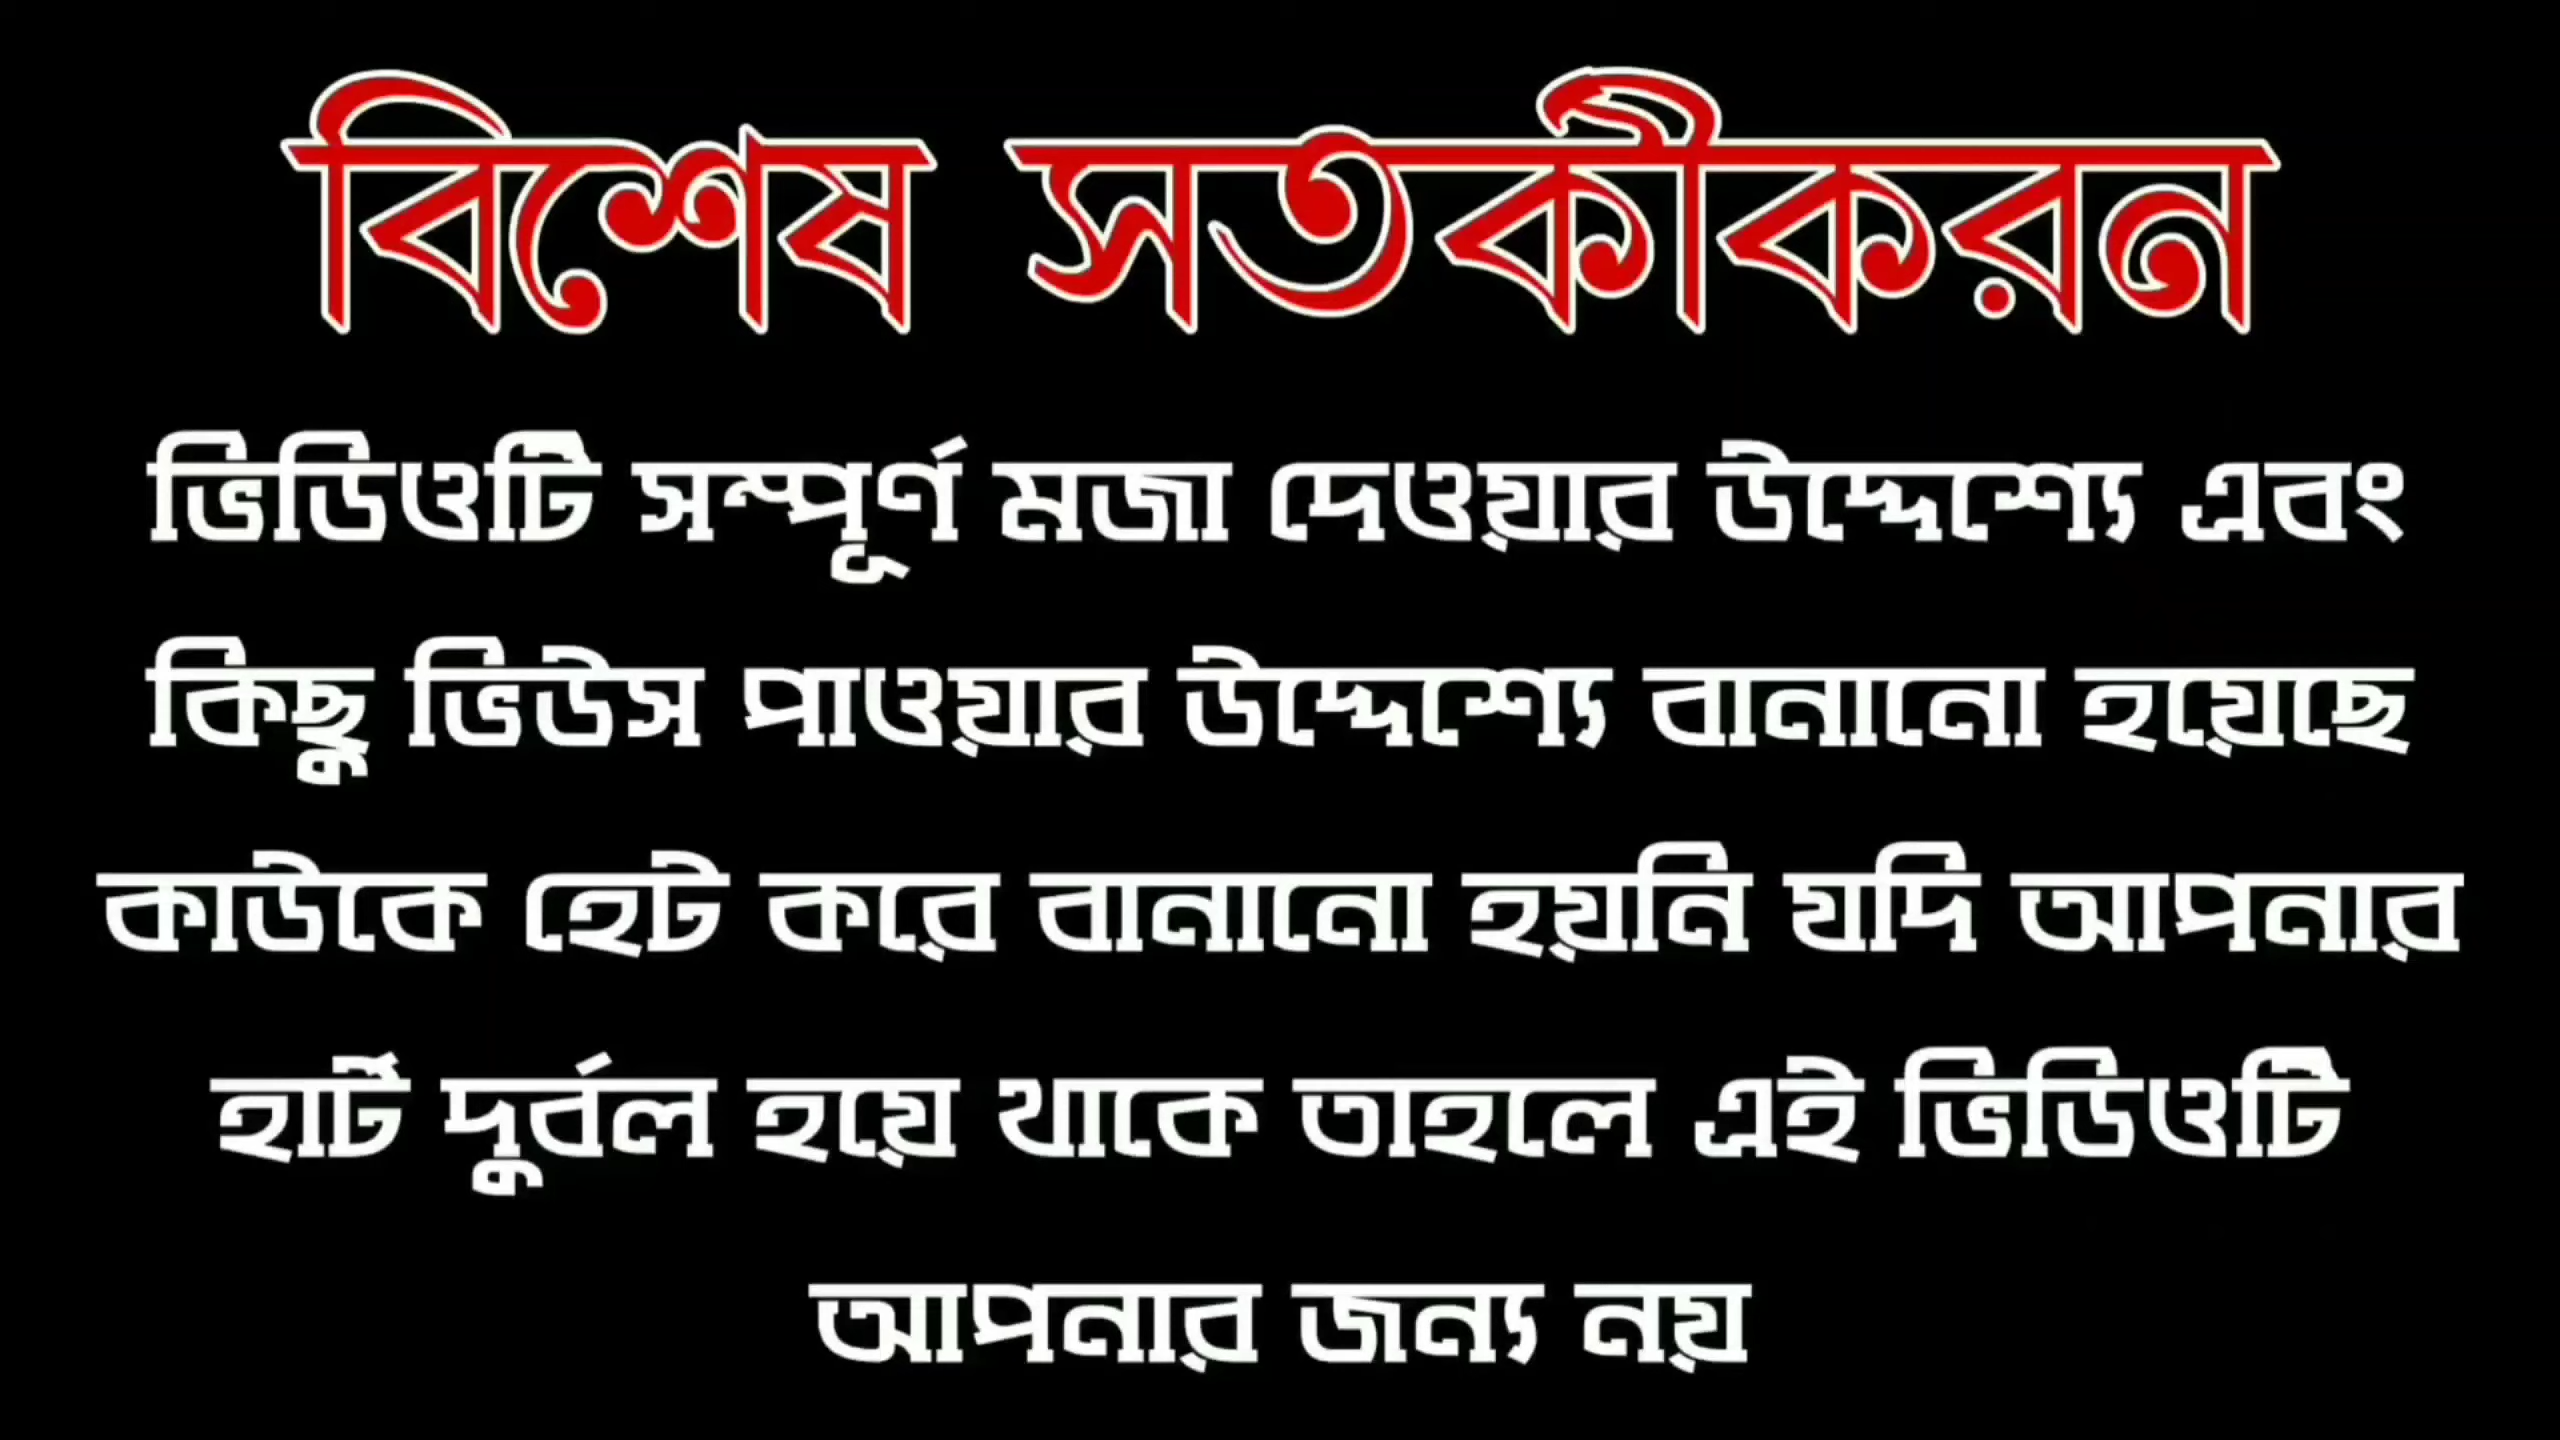 বিশেষ সতর্কীকরন
ভিডিওটি সম্পূর্ণ মজা দেওয়ার উদ্দেশ্যে এবং
কিছু ভিউস পাওয়ার উদ্দেশ্যে বানানো হয়েছে
কাউকে হেট করে বানানো হয়নি যদি আপনার
হার্ট দুর্বল হয়ে থাকে তাহলে এই ভিডিওটি
আপনার জন্য নয়